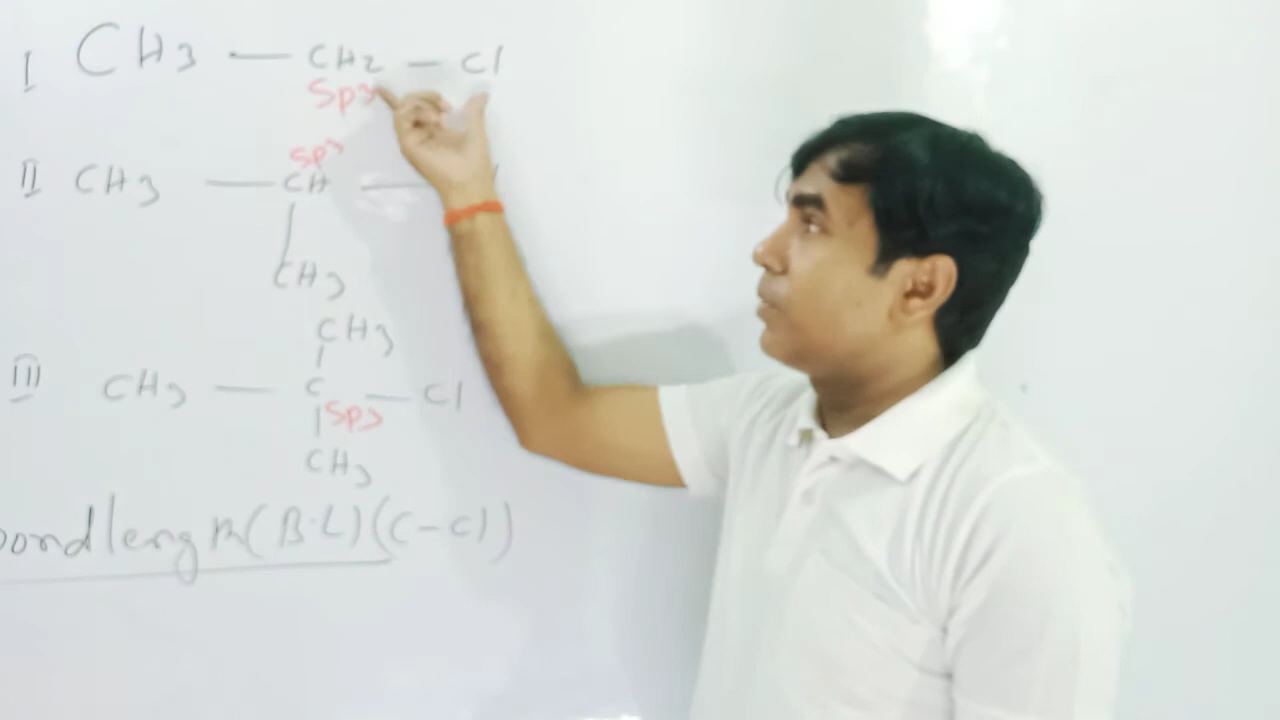 I CH3 — CH2 — Cl
sp3
sp3
II CH3 — CH —
CH3
CH3
III CH3 — C — Cl
sp3
CH3
bond length (B.L) (C-Cl)